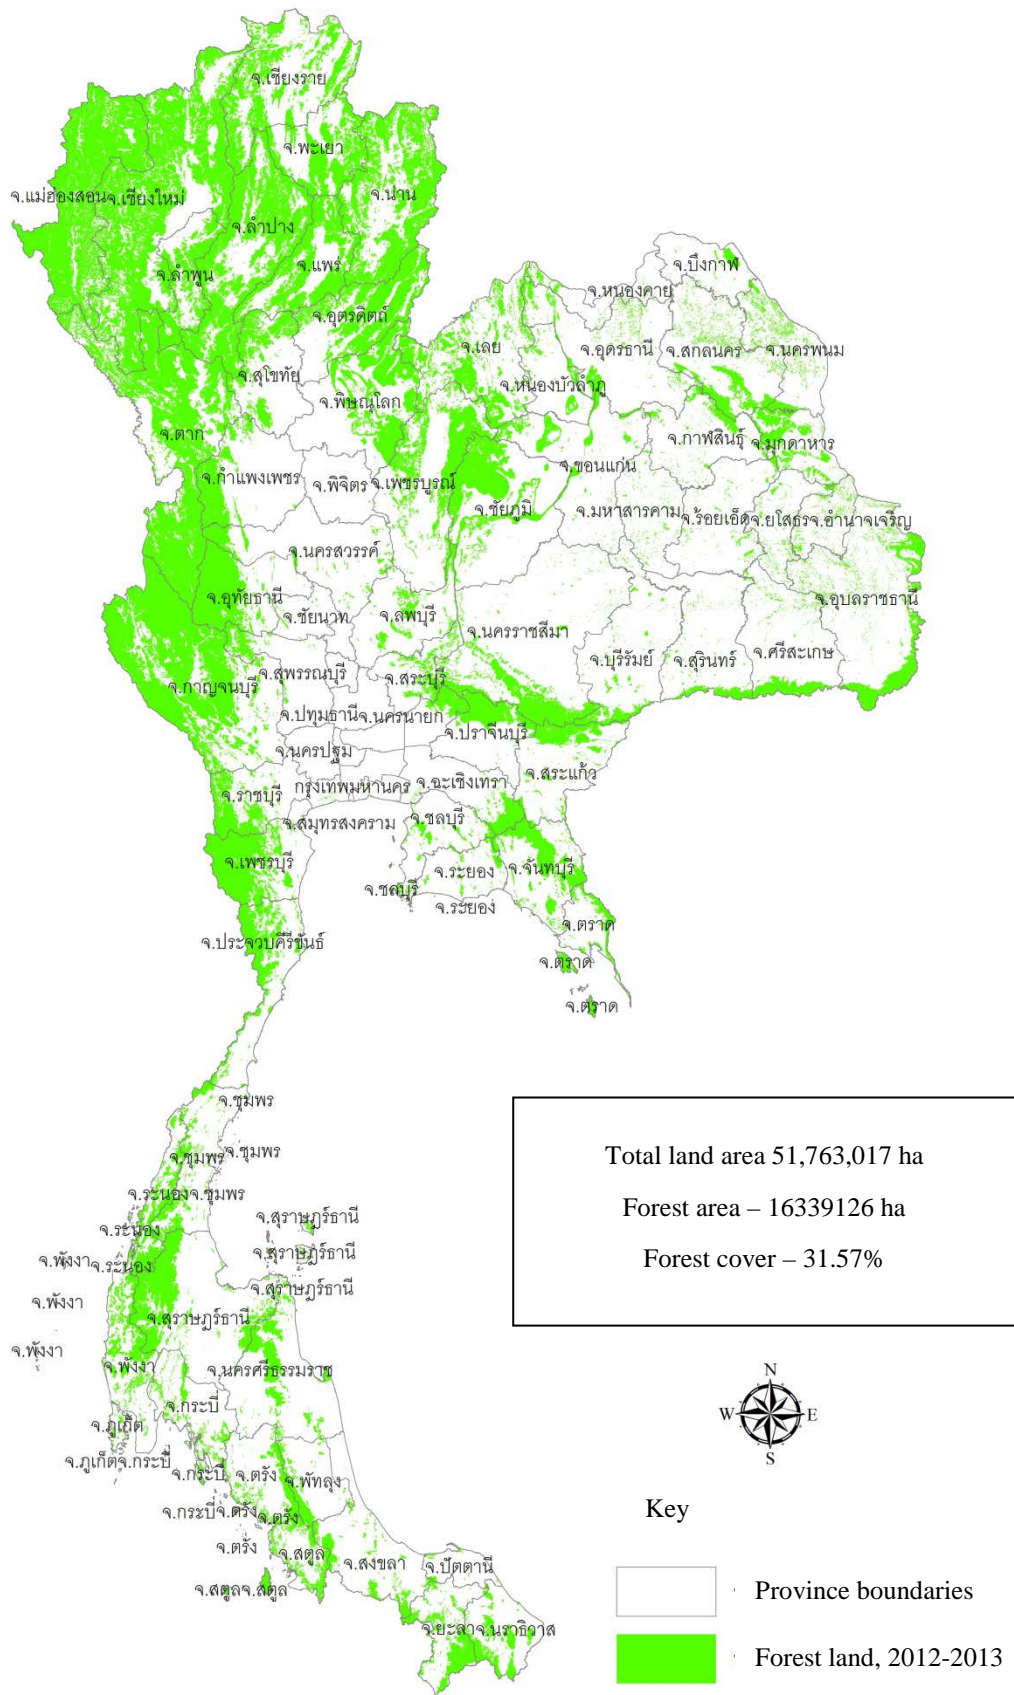 จ.เชียงราย
จ.พะเยา
จ.แม่ฮ่องสอน
จ.เชียงใหม่
จ.น่าน
จ.ลำปาง
จ.แพร่
จ.ลำพูน
จ.บึงกาฬ
จ.หนองคาย
จ.อุตรดิตถ์
จ.เลย
จ.อุดรธานี
จ.สกลนคร
จ.นครพนม
จ.สุโขทัย
จ.หนองบัวลำภู
จ.พิษณุโลก
จ.ตาก
จ.กาฬสินธุ์
จ.มุกดาหาร
จ.กำแพงเพชร
จ.พิจิตร
จ.เพชรบูรณ์
จ.ขอนแก่น
จ.ชัยภูมิ
จ.มหาสารคาม
จ.ร้อยเอ็ด
จ.ยโสธร
จ.อำนาจเจริญ
จ.นครสวรรค์
จ.อุทัยธานี
จ.ชัยนาท
จ.ลพบุรี
จ.นครราชสีมา
จ.อุบลราชธานี
จ.บุรีรัมย์
จ.สุรินทร์
จ.ศรีสะเกษ
จ.กาญจนบุรี
จ.สุพรรณบุรี
จ.สระบุรี
จ.ปทุมธานี
จ.นครนายก
จ.ปราจีนบุรี
จ.นครปฐม
จ.สระแก้ว
จ.ราชบุรี
กรุงเทพมหานคร
จ.ฉะเชิงเทรา
จ.สมุทรสงคราม
จ.ชลบุรี
จ.เพชรบุรี
จ.ระยอง
จ.จันทบุรี
จ.ชลบุรี
จ.ระยอง
จ.ประจวบคีรีขันธ์
จ.ตราด
จ.ตราด
จ.ตราด
จ.ชุมพร
จ.ชุมพร
จ.ชุมพร
จ.ระนอง
จ.ชุมพร
จ.ระนอง
จ.สุราษฎร์ธานี
จ.พังงา
จ.ระนอง
จ.สุราษฎร์ธานี
จ.สุราษฎร์ธานี
จ.พังงา
จ.สุราษฎร์ธานี
จ.พังงา
จ.พังงา
จ.นครศรีธรรมราช
จ.กระบี่
จ.ภูเก็ต
จ.ภูเก็ต
จ.กระบี่
จ.กระบี่
จ.ตรัง
จ.พัทลุง
จ.กระบี่
จ.ตรัง
จ.ตรัง
จ.ตรัง
จ.สตูล
จ.สงขลา
จ.ปัตตานี
จ.สตูล
จ.สตูล
จ.ยะลา
จ.นราธิวาส
Total land area 51,763,017 ha
Forest area – 16339126 ha
Forest cover – 31.57%
N
W E
S
Key
Province boundaries
Forest land, 2012-2013